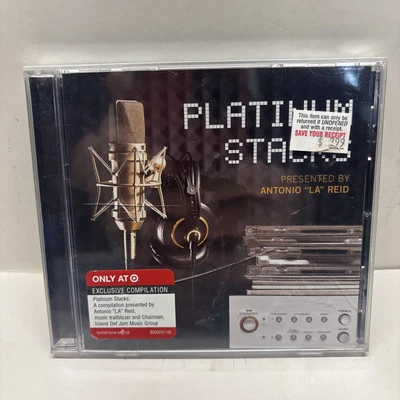 PLATINUM
STACKS
This item can only be
returned if UNOPENED
and with a receipt.
SAVE YOUR RECEIPT
$ 7.99
PRESENTED BY
ANTONIO "LA" REID
ONLY AT
EXCLUSIVE COMPILATION
Platinum Stacks:
A compilation presented by
Antonio "LA" Reid,
music trailblazer and Chairman,
Island Def Jam Music Group